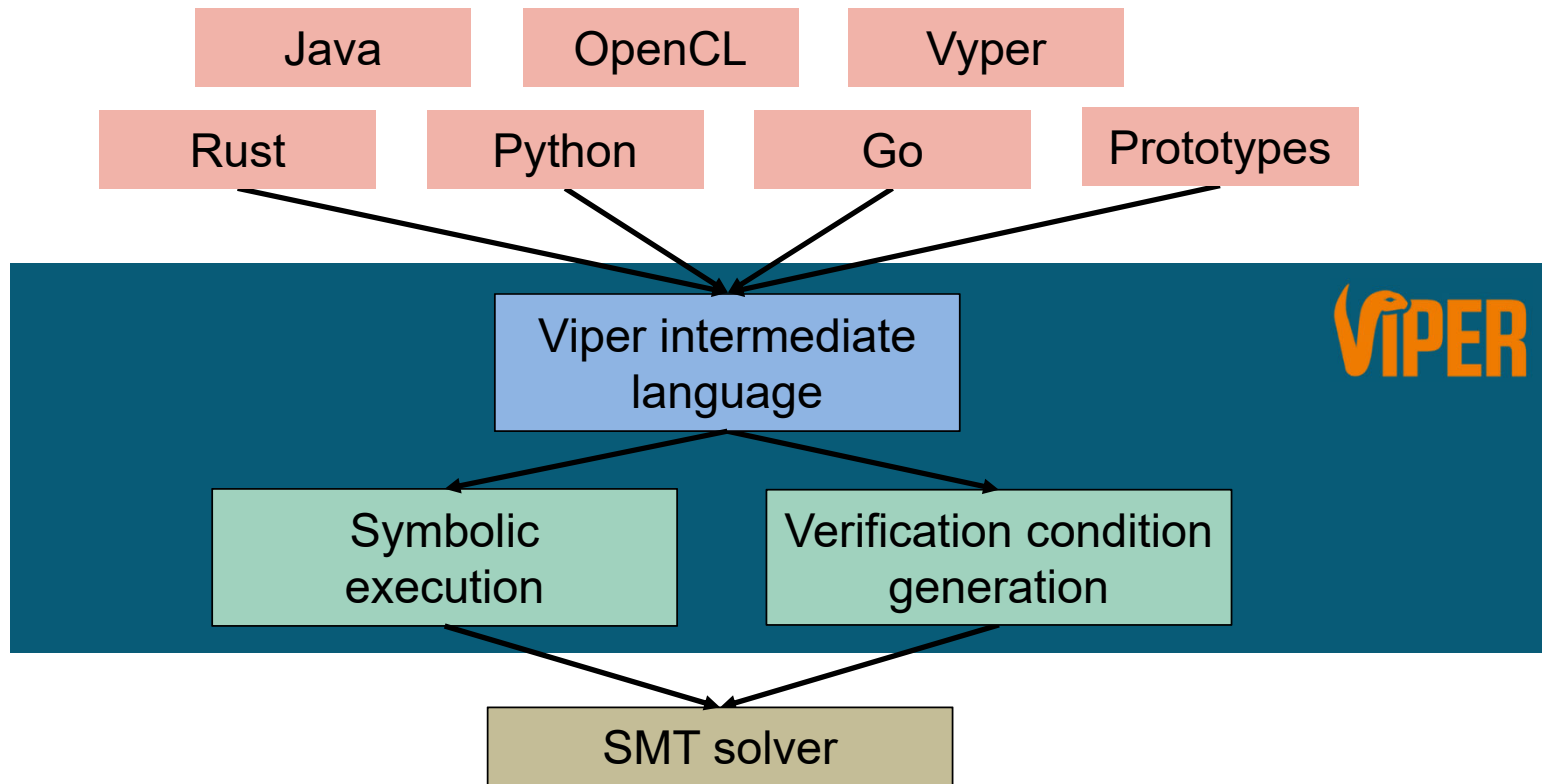 Java
OpenCL
Vyper
Rust
Python
Go
Prototypes
Viper intermediate
language
VIPER
Symbolic
execution
Verification condition
generation
SMT solver